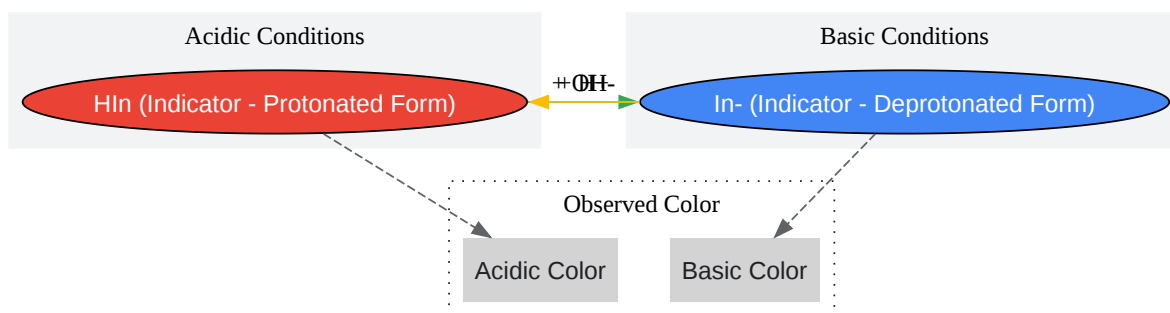 Acidic Conditions
Basic Conditions
HIn (Indicator - Protonated Form)
In- (Indicator - Deprotonated Form)
Observed Color
Acidic Color
Basic Color